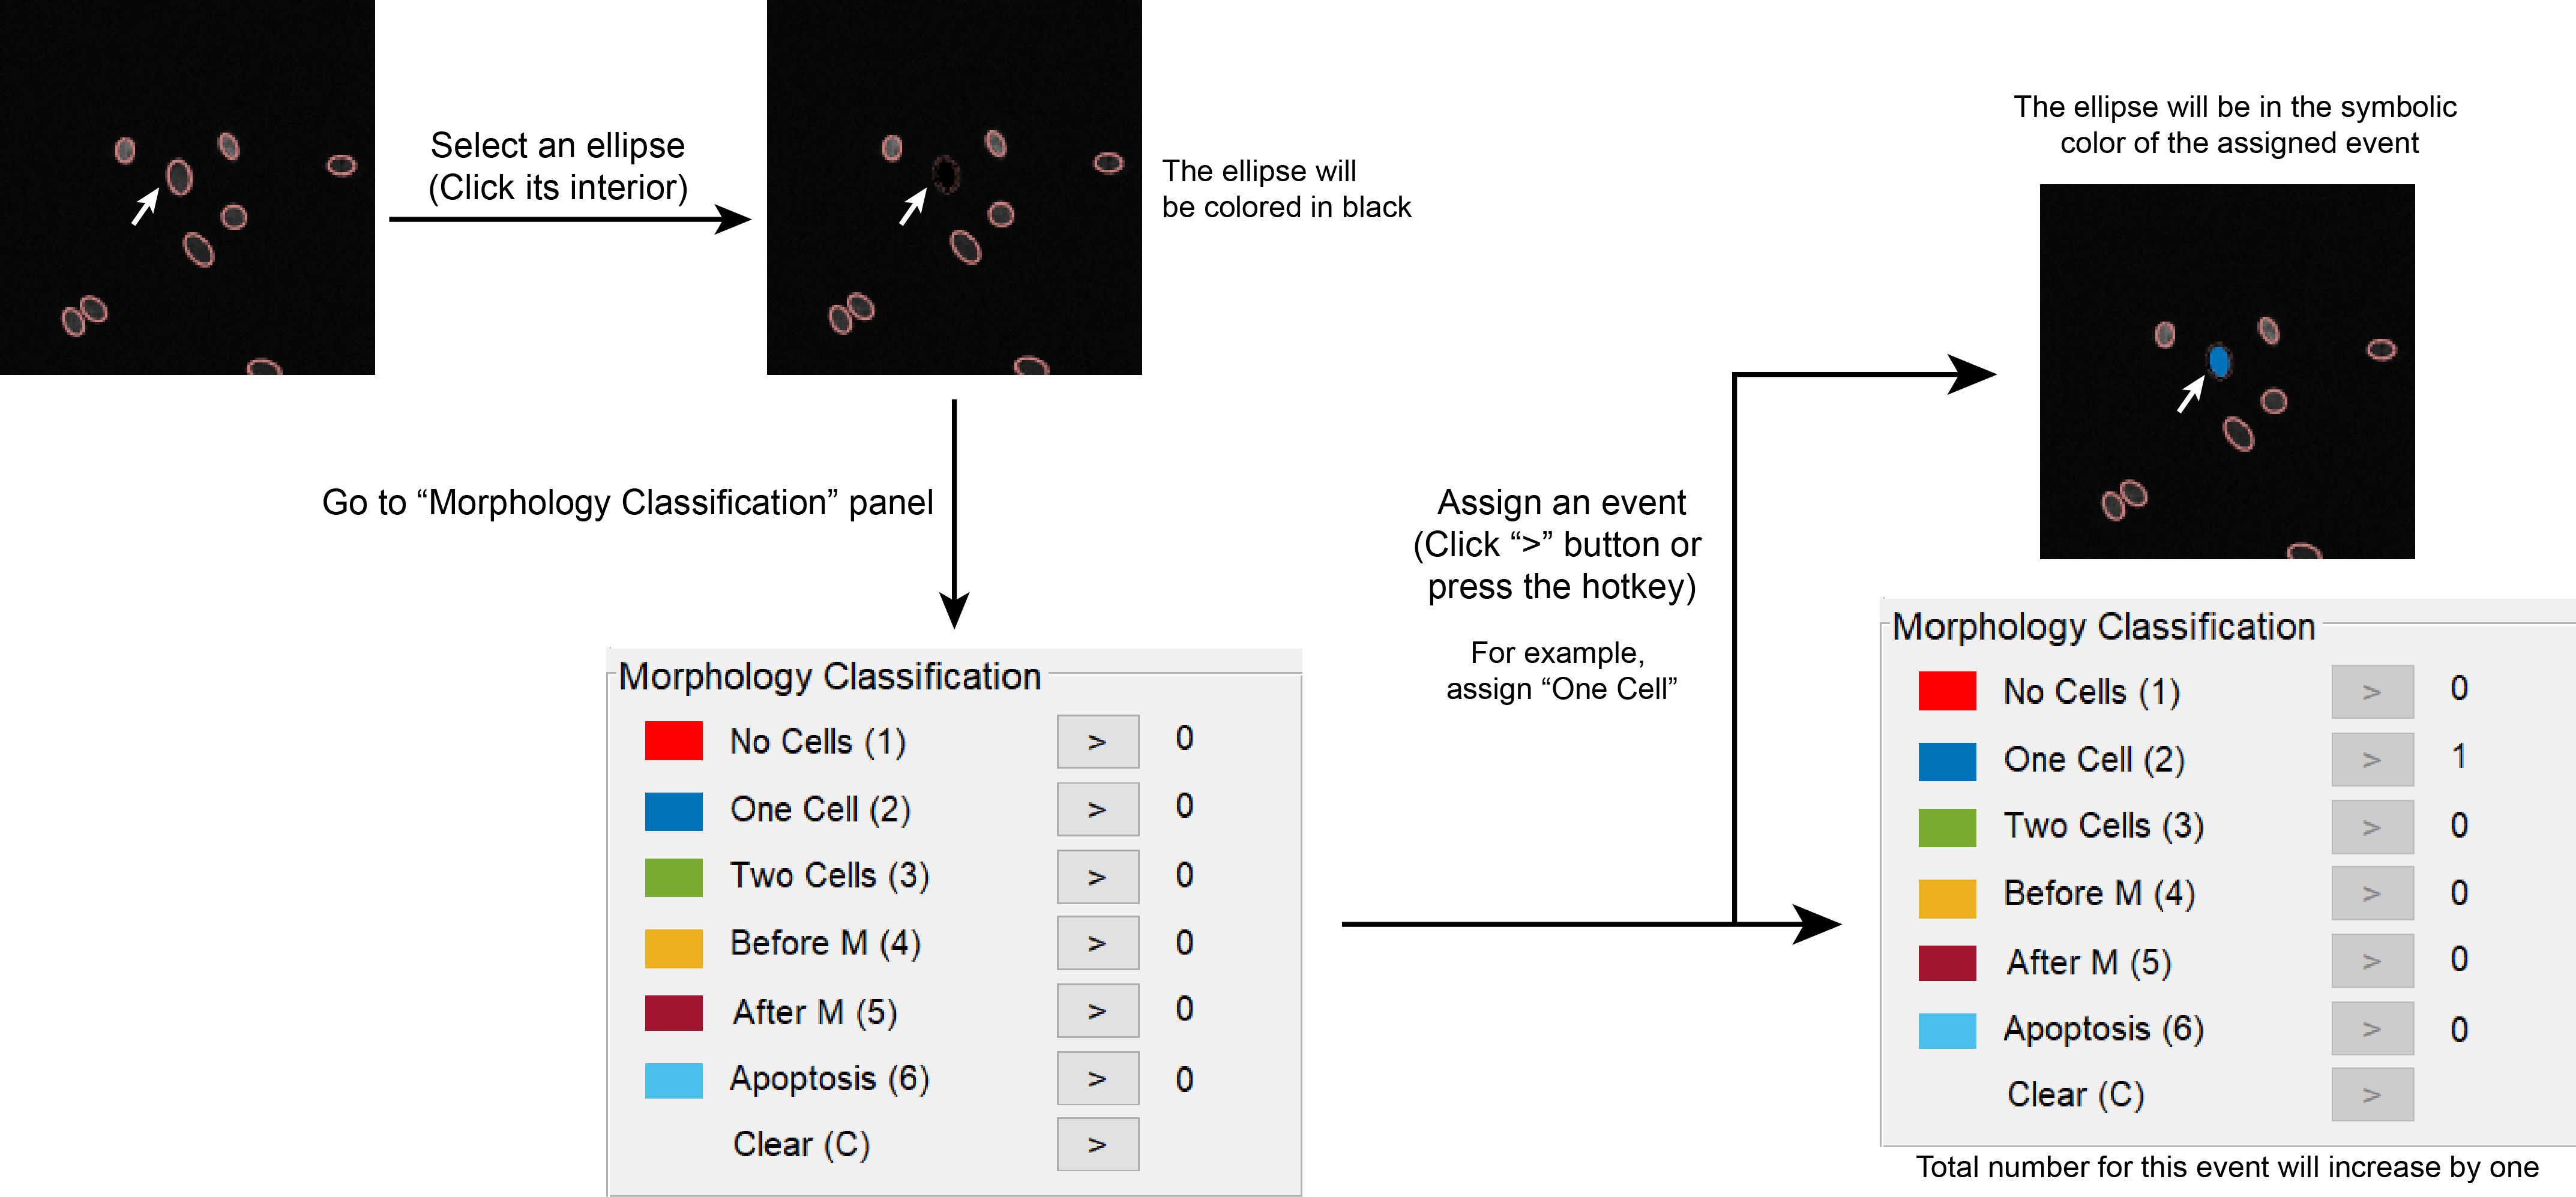 Select an ellipse
(Click its interior)
The ellipse will
be colored in black
The ellipse will be in the symbolic
color of the assigned event
Go to “Morphology Classification” panel
Assign an event
(Click “>” button or
press the hotkey)
For example,
assign “One Cell”
Morphology Classification
No Cells (1) > 0
One Cell (2) > 0
Two Cells (3) > 0
Before M (4) > 0
After M (5) > 0
Apoptosis (6) > 0
Clear (C) >
Morphology Classification
No Cells (1) > 0
One Cell (2) > 1
Two Cells (3) > 0
Before M (4) > 0
After M (5) > 0
Apoptosis (6) > 0
Clear (C) >
Total number for this event will increase by one